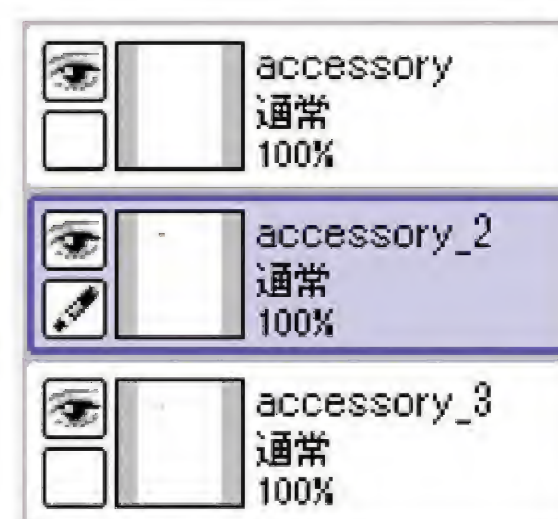 accessory
通常
100%
accessory_2
通常
100%
accessory_3
通常
100%